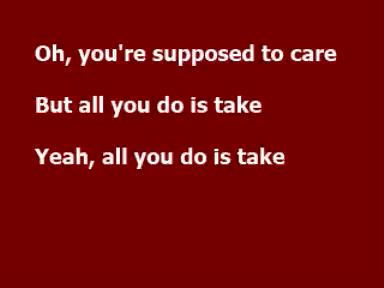 Oh, you're supposed to care
But all you do is take
Yeah, all you do is take